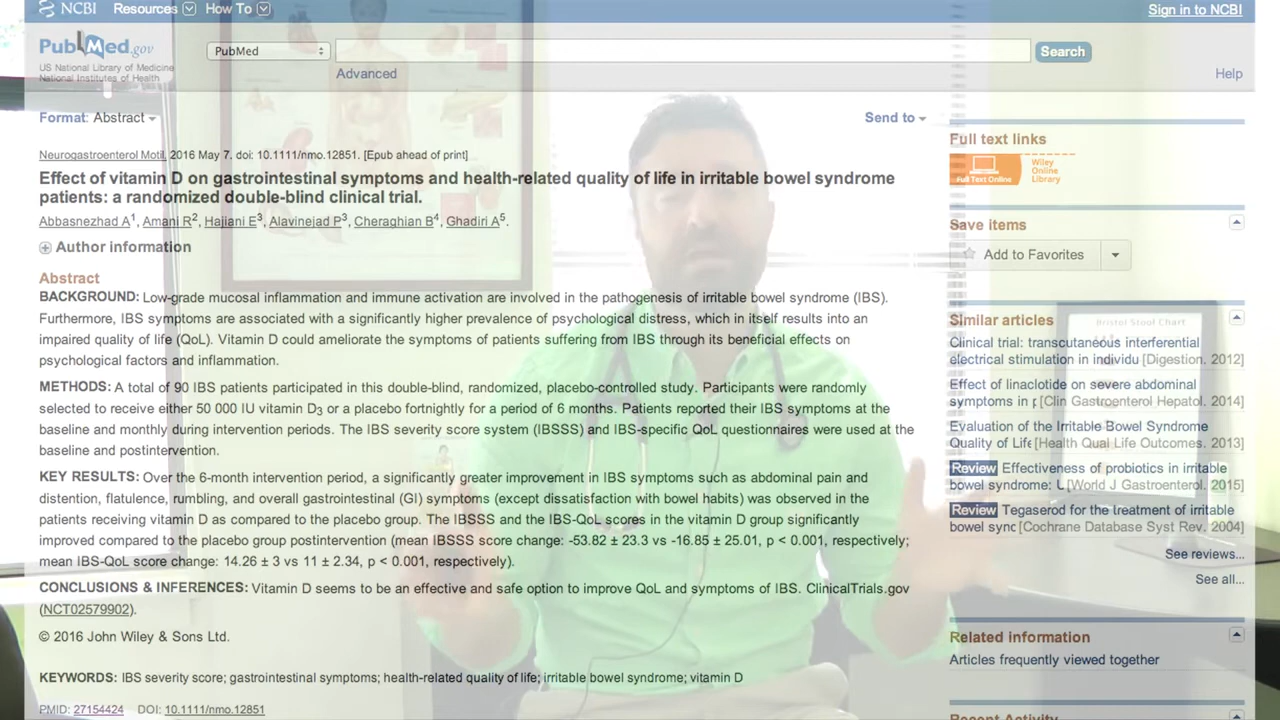 NCBI Resources How To Sign in to NCBI
PubMed.gov
US National Library of Medicine
National Institutes of Health
PubMed
Search
Advanced
Help
Format: Abstract
Send to
Neurogastroenterol Motil. 2016 May 7. doi: 10.1111/nmo.12851. [Epub ahead of print]
Effect of vitamin D on gastrointestinal symptoms and health-related quality of life in irritable bowel syndrome
patients: a randomized double-blind clinical trial.
Abbasnezhad A1, Amani R2, Hajiani E3, Alavinejad P3, Cheraghian B4, Ghadiri A5.
Author information
Abstract
BACKGROUND: Low-grade mucosal inflammation and immune activation are involved in the pathogenesis of irritable bowel syndrome (IBS).
Furthermore, IBS symptoms are associated with a significantly higher prevalence of psychological distress, which in itself results into an
impaired quality of life (QoL). Vitamin D could ameliorate the symptoms of patients suffering from IBS through its beneficial effects on
psychological factors and inflammation.
METHODS: A total of 90 IBS patients participated in this double-blind, randomized, placebo-controlled study. Participants were randomly
selected to receive either 50 000 IU vitamin D3 or a placebo fortnightly for a period of 6 months. Patients reported their IBS symptoms at the
baseline and monthly during intervention periods. The IBS severity score system (IBSSS) and IBS-specific QoL questionnaires were used at the
baseline and postintervention.
KEY RESULTS: Over the 6-month intervention period, a significantly greater improvement in IBS symptoms such as abdominal pain and
distention, flatulence, rumbling, and overall gastrointestinal (GI) symptoms (except dissatisfaction with bowel habits) was observed in the
patients receiving vitamin D as compared to the placebo group. The IBSSS and the IBS-QoL scores in the vitamin D group significantly
improved compared to the placebo group postintervention (mean IBSSS score change: -53.82 ± 23.3 vs -16.85 ± 25.01, p < 0.001, respectively;
mean IBS-QoL score change: 14.26 ± 3 vs 11 ± 2.34, p < 0.001, respectively).
CONCLUSIONS & INFERENCES: Vitamin D seems to be an effective and safe option to improve QoL and symptoms of IBS. ClinicalTrials.gov
(NCT02579902).
© 2016 John Wiley & Sons Ltd.
KEYWORDS: IBS severity score; gastrointestinal symptoms; health-related quality of life; irritable bowel syndrome; vitamin D
PMID: 27154424 DOI: 10.1111/nmo.12851
Full text links
Full Text Online
Wiley
Online
Library
Save items
Add to Favorites
Similar articles
Bristol Stool Chart
Clinical trial: transcutaneous interferential
electrical stimulation in individu [Digestion. 2012]
Effect of linaclotide on severe abdominal
symptoms in p [Clin Gastroenterol Hepatol. 2014]
Evaluation of the Irritable Bowel Syndrome
Quality of Life [Health Qual Life Outcomes. 2013]
Review Effectiveness of probiotics in irritable
bowel syndrome: U [World J Gastroenterol. 2015]
Review Tegaserod for the treatment of irritable
bowel sync [Cochrane Database Syst Rev. 2004]
See reviews...
See all...
Related information
Articles frequently viewed together
Recent Activity